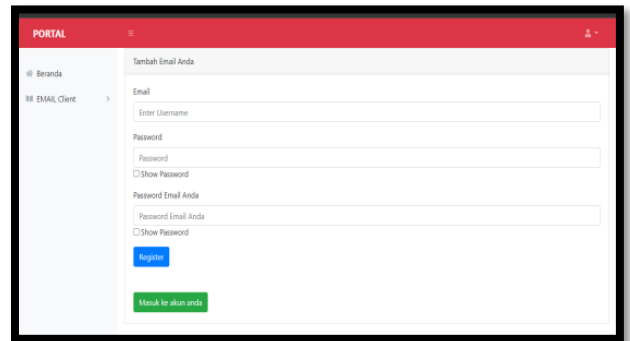 PORTAL
Tambah Email Anda
Beranda
EMAIL Client
Email
Enter Username
Password
Password
Show Password
Password Email Anda
Password Email Anda
Show Password
Register
Masuk ke akun anda